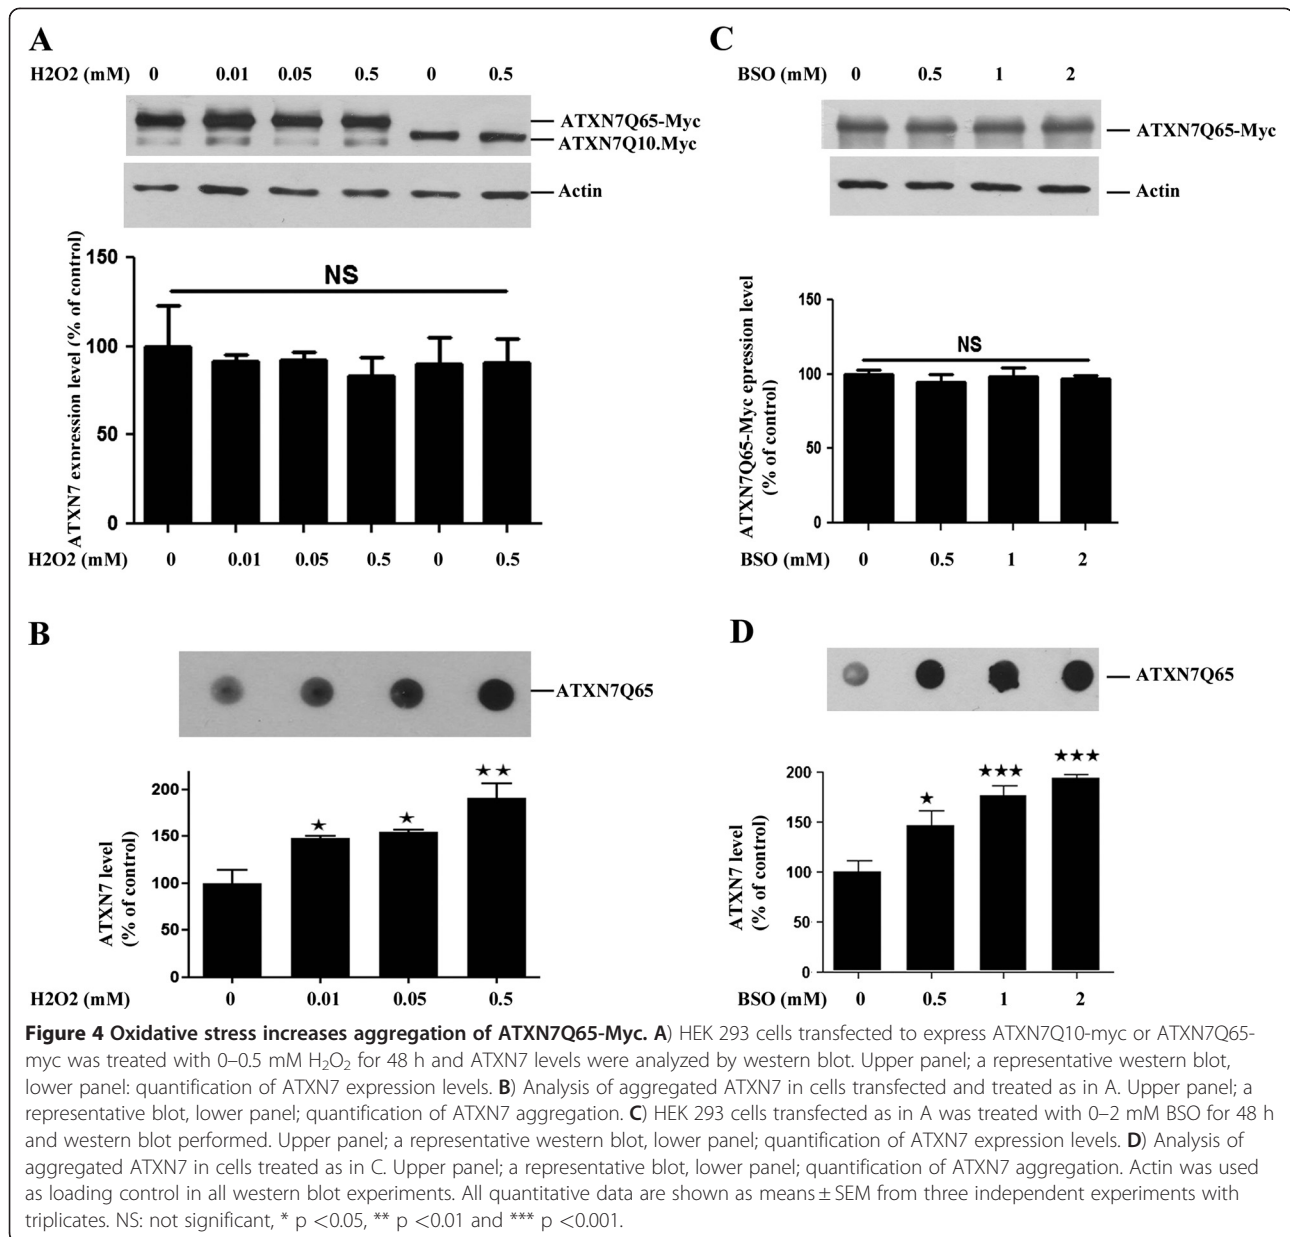 A
H2O2 (mM) 0 0.01 0.05 0.5 0 0.5
ATXN7Q65-Myc
ATXN7Q10.Myc
Actin
ATXN7 expression level (% of control)
150
100
50
0
NS
H2O2 (mM) 0 0.01 0.05 0.5 0 0.5
C
BSO (mM) 0 0.5 1 2
ATXN7Q65-Myc
Actin
ATXN7Q65-Myc epression level
(% of control)
150
100
50
0
NS
BSO (mM) 0 0.5 1 2
B
ATXN7Q65
ATXN7 level
(% of control)
200
150
100
50
0
★
★
★★
H2O2 (mM) 0 0.01 0.05 0.5
D
ATXN7Q65
ATXN7 level
(% of control)
200
150
100
50
0
★
★★★
★★★
BSO (mM) 0 0.5 1 2
Figure 4 Oxidative stress increases aggregation of ATXN7Q65-Myc. A) HEK 293 cells transfected to express ATXN7Q10-myc or ATXN7Q65-
myc was treated with 0–0.5 mM H₂O₂ for 48 h and ATXN7 levels were analyzed by western blot. Upper panel; a representative western blot,
lower panel: quantification of ATXN7 expression levels. B) Analysis of aggregated ATXN7 in cells transfected and treated as in A. Upper panel; a
representative blot, lower panel; quantification of ATXN7 aggregation. C) HEK 293 cells transfected as in A was treated with 0–2 mM BSO for 48 h
and western blot performed. Upper panel; a representative western blot, lower panel; quantification of ATXN7 expression levels. D) Analysis of
aggregated ATXN7 in cells treated as in C. Upper panel; a representative blot, lower panel; quantification of ATXN7 aggregation. Actin was used
as loading control in all western blot experiments. All quantitative data are shown as means ± SEM from three independent experiments with
triplicates. NS: not significant, * p <0.05, ** p <0.01 and *** p <0.001.